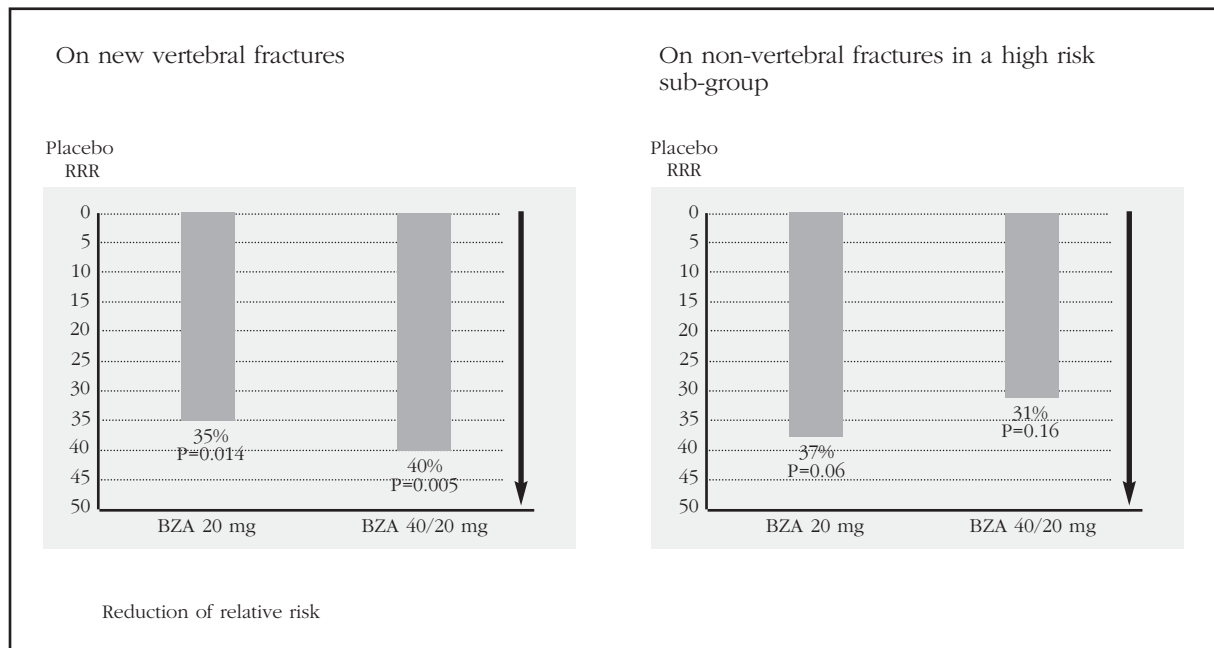 On new vertebral fractures
Placebo
RRR
0
5
10
15
20
25
30
35
40
45
50
35%
P=0.014
40%
P=0.005
BZA 20 mg
BZA 40/20 mg
On non-vertebral fractures in a high risk
sub-group
Placebo
RRR
0
5
10
15
20
25
30
35
40
45
50
37%
P=0.06
31%
P=0.16
BZA 20 mg
BZA 40/20 mg
Reduction of relative risk